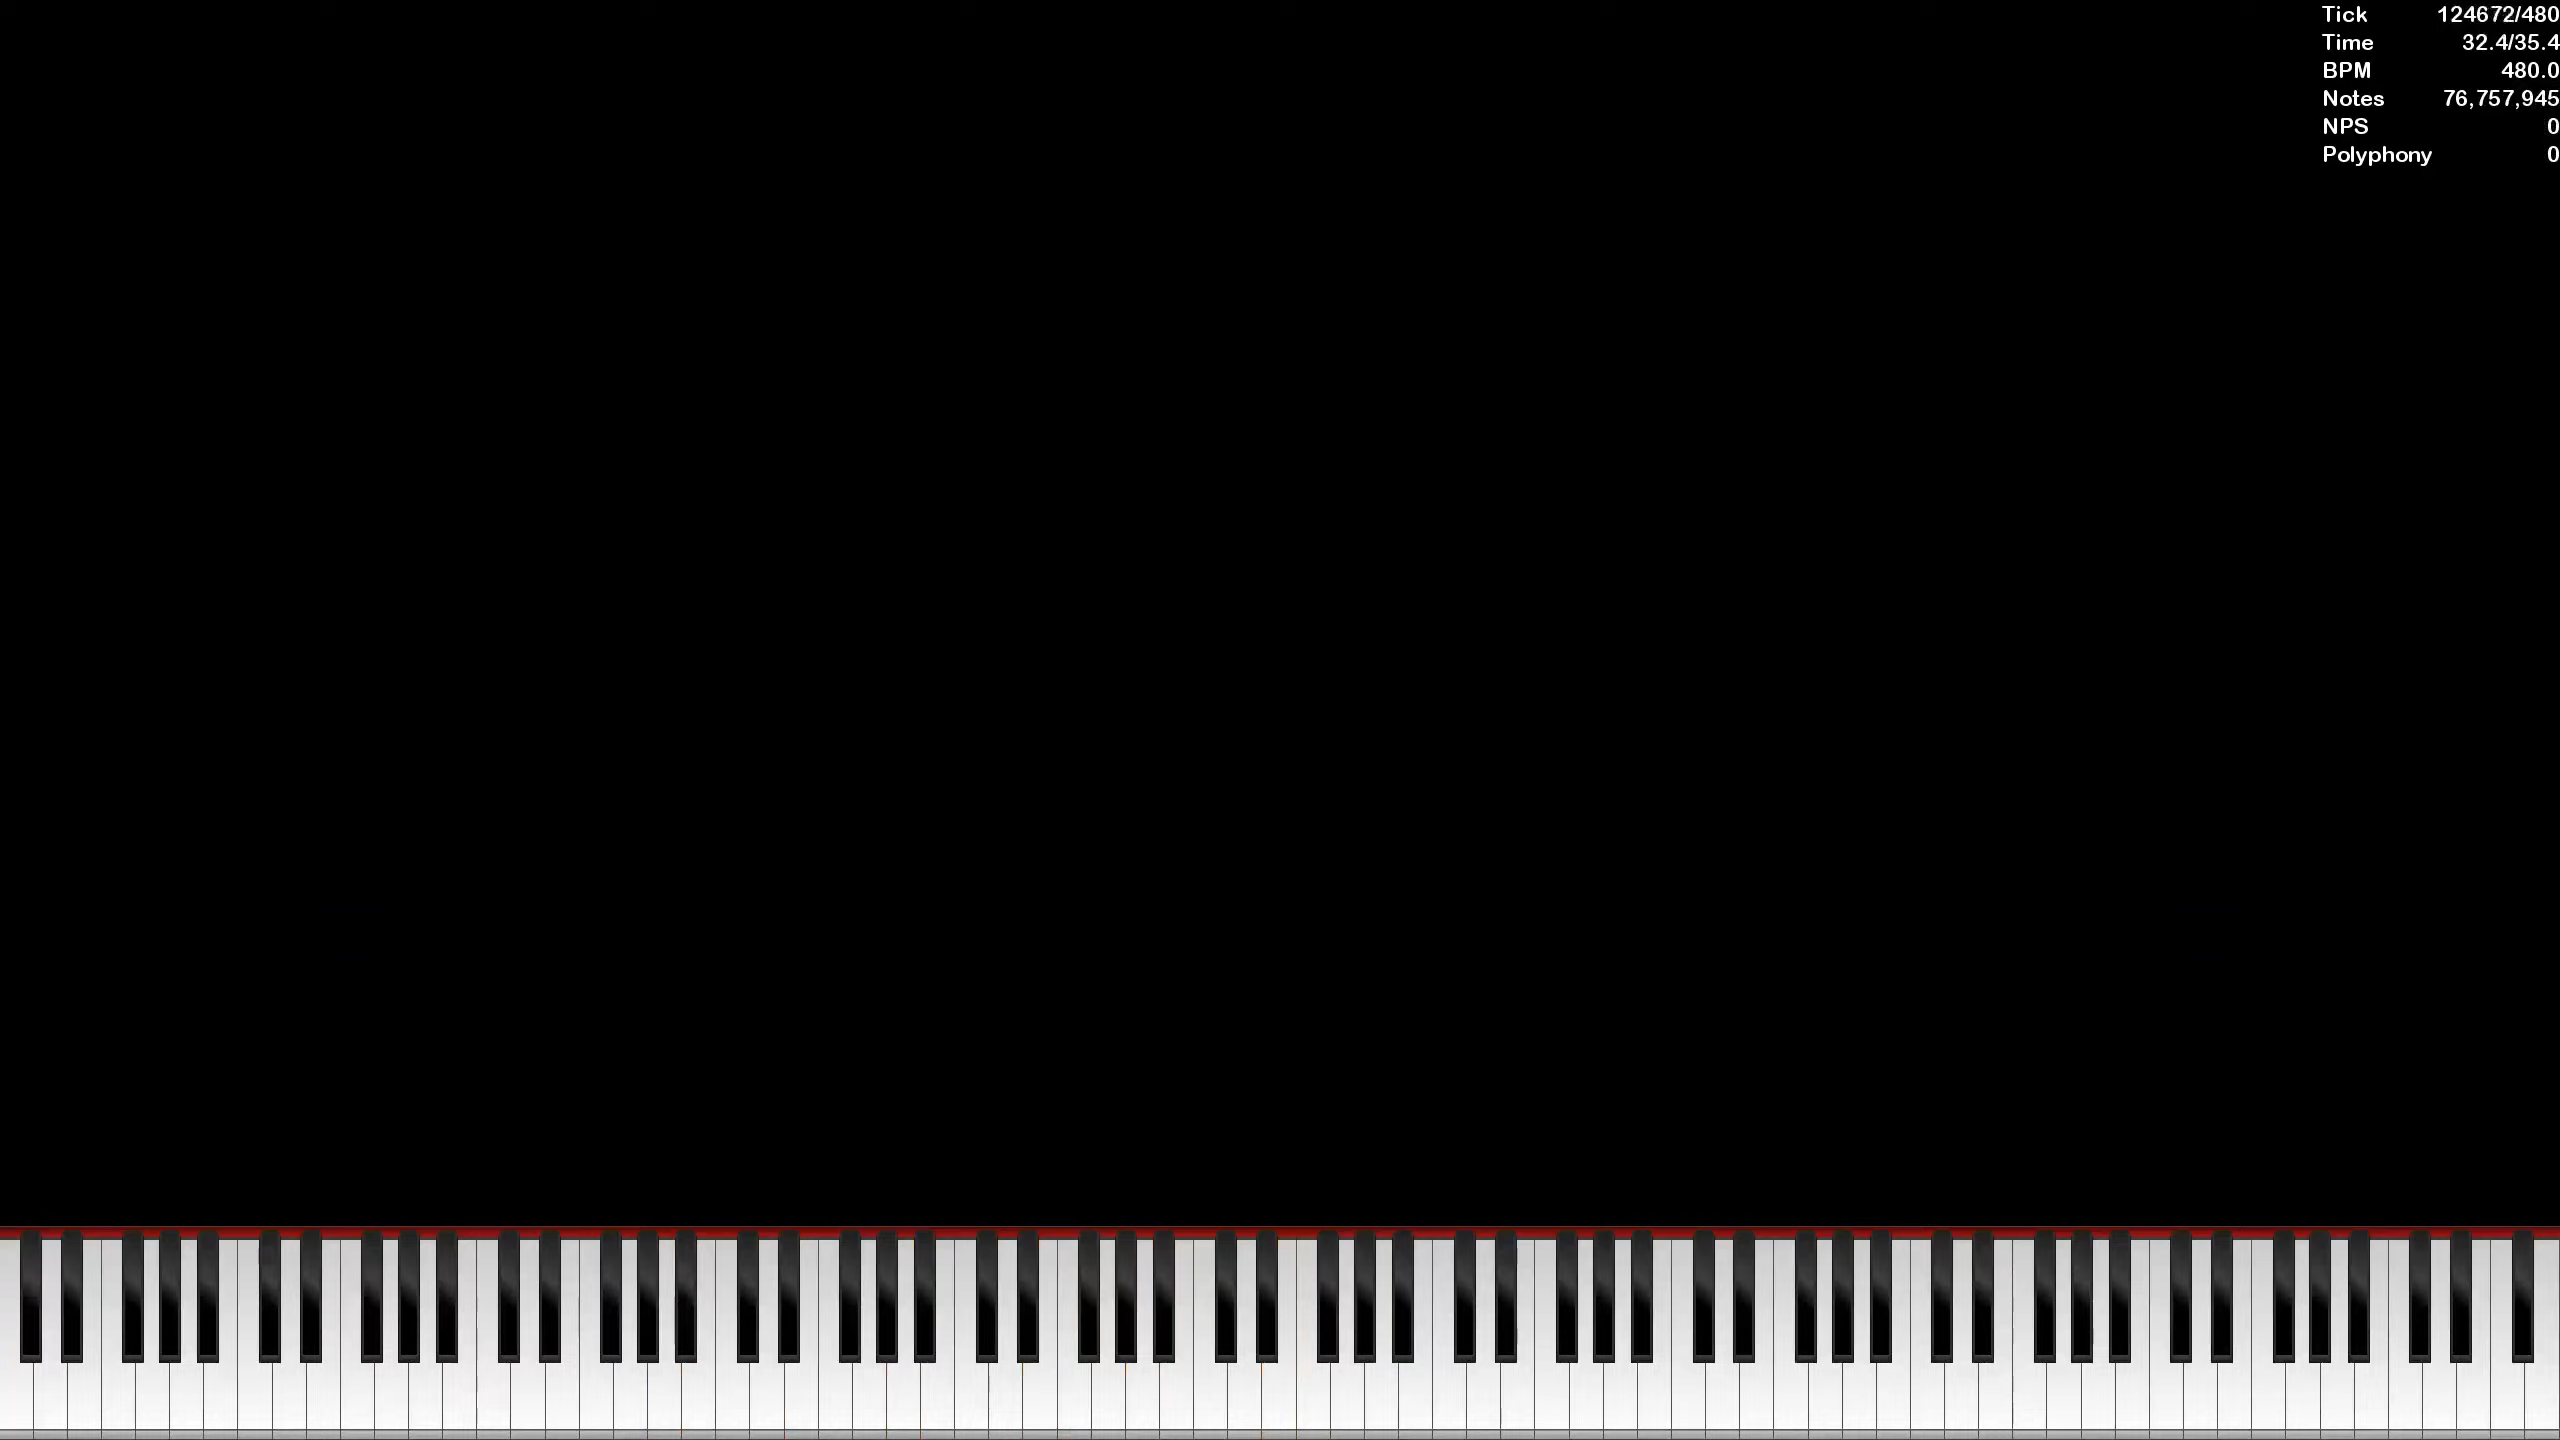 Tick 124672/480
Time 32.4/35.4
BPM 480.0
Notes 76,757,945
NPS 0
Polyphony 0